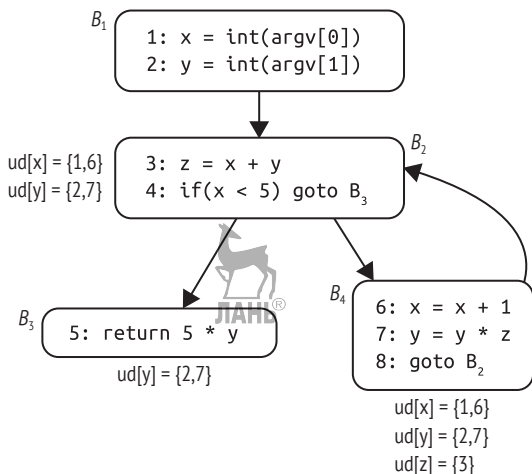 B₁
1: x = int(argv[0])
2: y = int(argv[1])
B₂
ud[x] = {1,6}
ud[y] = {2,7}
3: z = x + y
4: if(x < 5) goto B₃
ЛАНЬ®
B₃
5: return 5 * y
ud[y] = {2,7}
B₄
6: x = x + 1
7: y = y * z
8: goto B₂
ud[x] = {1,6}
ud[y] = {2,7}
ud[z] = {3}